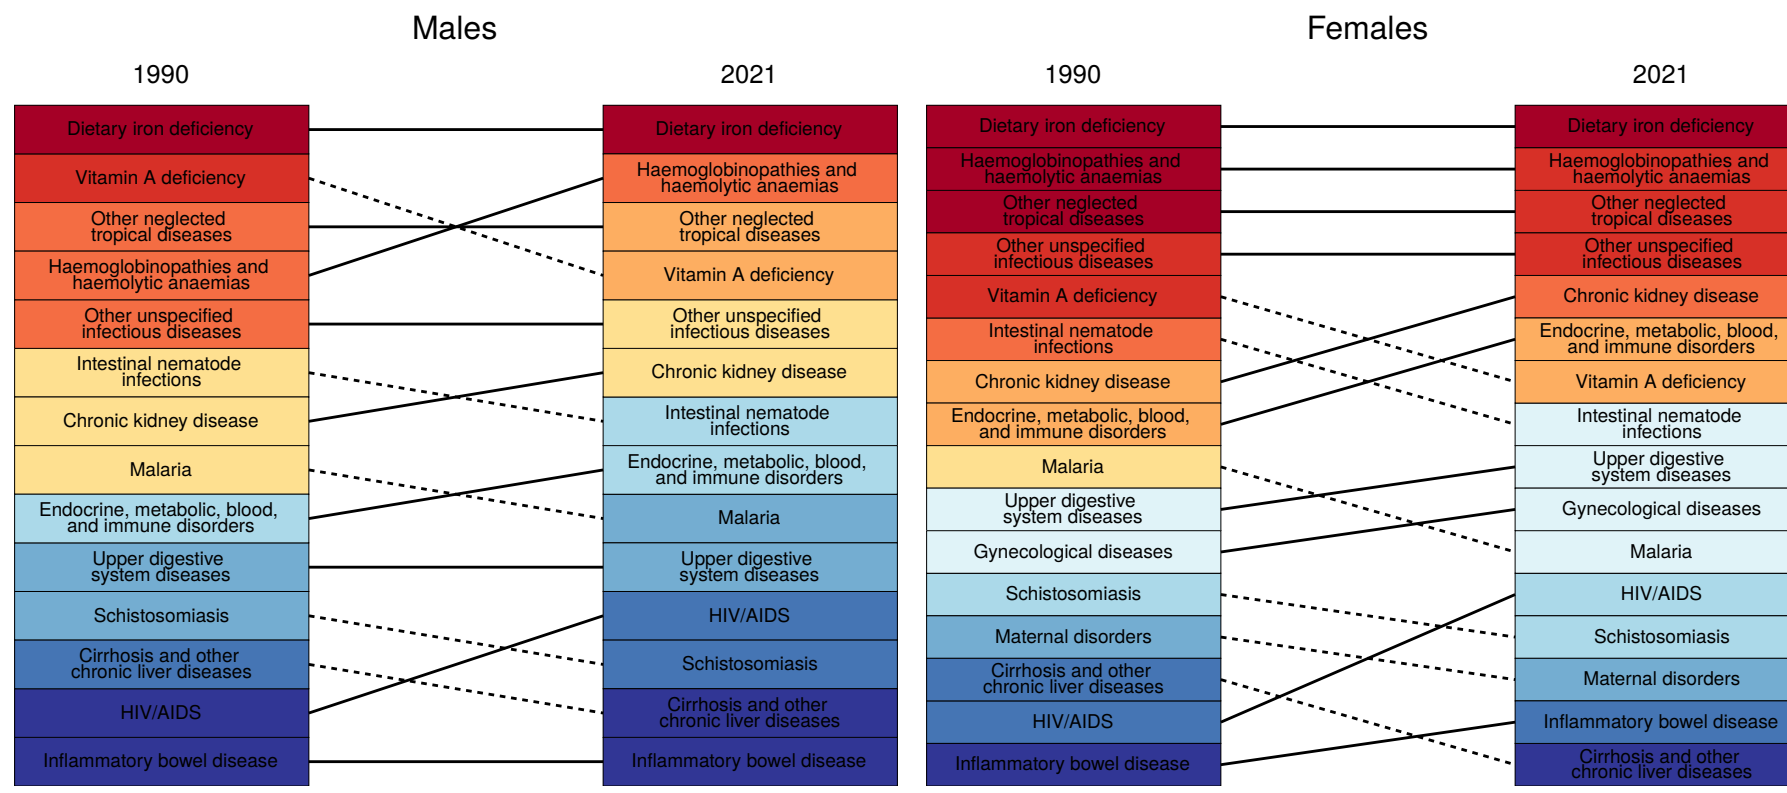 Males
1990
2021
Dietary iron deficiency
Vitamin A deficiency
Other neglected
tropical diseases
Haemoglobinopathies and
haemolytic anaemias
Other unspecified
infectious diseases
Intestinal nematode
infections
Chronic kidney disease
Malaria
Endocrine, metabolic, blood,
and immune disorders
Upper digestive
system diseases
Schistosomiasis
Cirrhosis and other
chronic liver diseases
HIV/AIDS
Inflammatory bowel disease
Dietary iron deficiency
Haemoglobinopathies and
haemolytic anaemias
Other neglected
tropical diseases
Vitamin A deficiency
Other unspecified
infectious diseases
Chronic kidney disease
Intestinal nematode
infections
Endocrine, metabolic, blood,
and immune disorders
Malaria
Upper digestive
system diseases
HIV/AIDS
Schistosomiasis
Cirrhosis and other
chronic liver diseases
Inflammatory bowel disease
Females
1990
2021
Dietary iron deficiency
Haemoglobinopathies and
haemolytic anaemias
Other neglected
tropical diseases
Other unspecified
infectious diseases
Vitamin A deficiency
Intestinal nematode
infections
Chronic kidney disease
Endocrine, metabolic, blood,
and immune disorders
Malaria
Upper digestive
system diseases
Gynecological diseases
Schistosomiasis
Maternal disorders
Cirrhosis and other
chronic liver diseases
HIV/AIDS
Inflammatory bowel disease
Dietary iron deficiency
Haemoglobinopathies and
haemolytic anaemias
Other neglected
tropical diseases
Other unspecified
infectious diseases
Chronic kidney disease
Endocrine, metabolic, blood,
and immune disorders
Vitamin A deficiency
Intestinal nematode
infections
Upper digestive
system diseases
Gynecological diseases
Malaria
HIV/AIDS
Schistosomiasis
Maternal disorders
Inflammatory bowel disease
Cirrhosis and other
chronic liver diseases